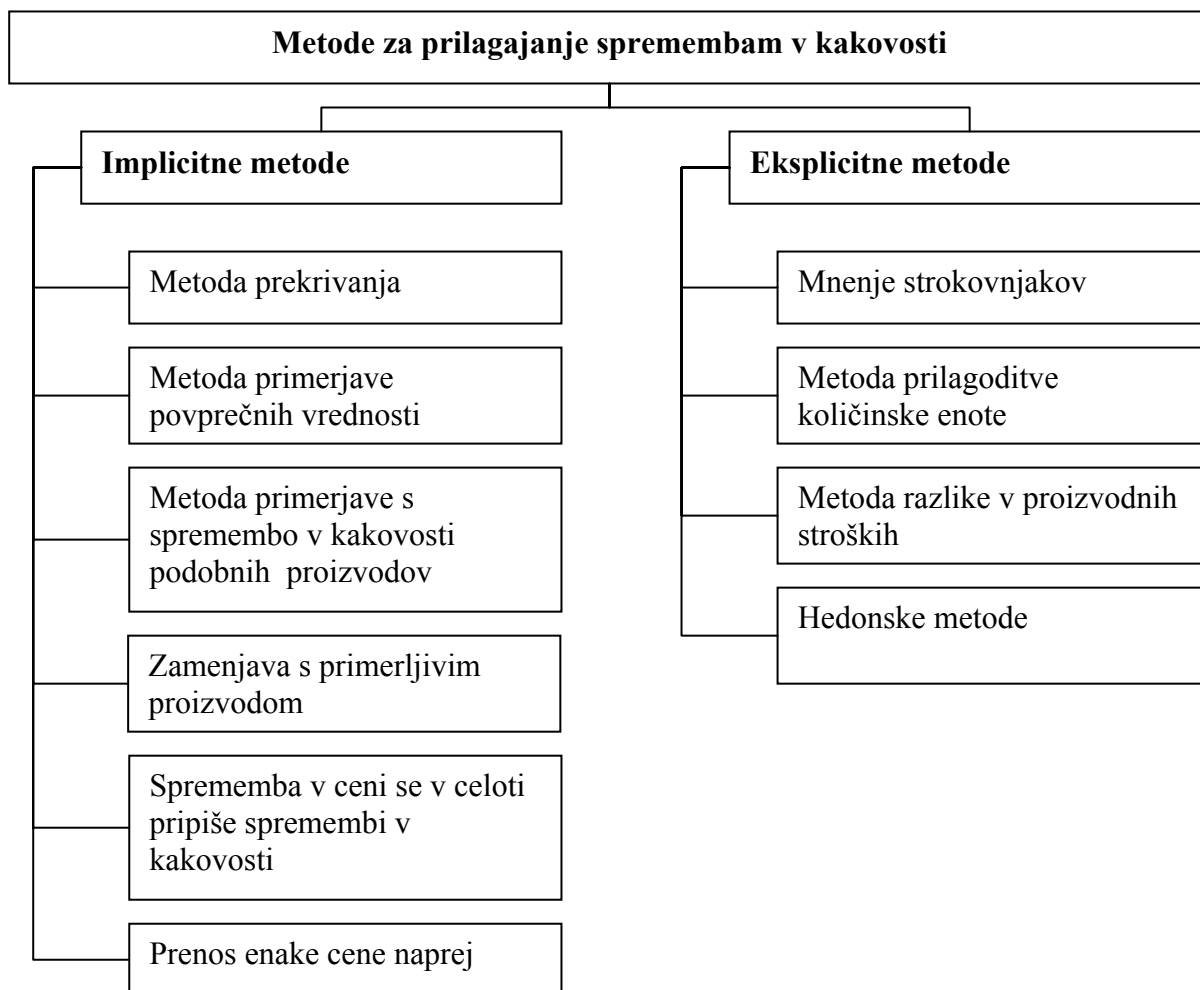 Metode za prilagajanje spremembam v kakovosti
Implicitne metode
Metoda prekrivanja
Metoda primerjave
povprečnih vrednosti
Metoda primerjave s
spremembo v kakovosti
podobnih proizvodov
Zamenjava s primerljivim
proizvodom
Sprememba v ceni se v celoti
pripiše spremembi v
kakovosti
Prenos enake cene naprej
Eksplicitne metode
Mnenje strokovnjakov
Metoda prilagoditve
količinske enote
Metoda razlike v proizvodnih
stroških
Hedonske metode